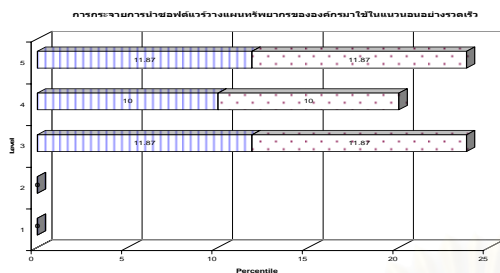 การกระจายการนำซอฟต์แวร์วางแผนทรัพยากรขององค์กรมาใช้ในแนวนอนอย่างรวดเร็ว
5
11.87 11.87
4
10 10
Level
3
11.87 11.87
2
0
1
0
0 5 10 15 20 25
Percentile